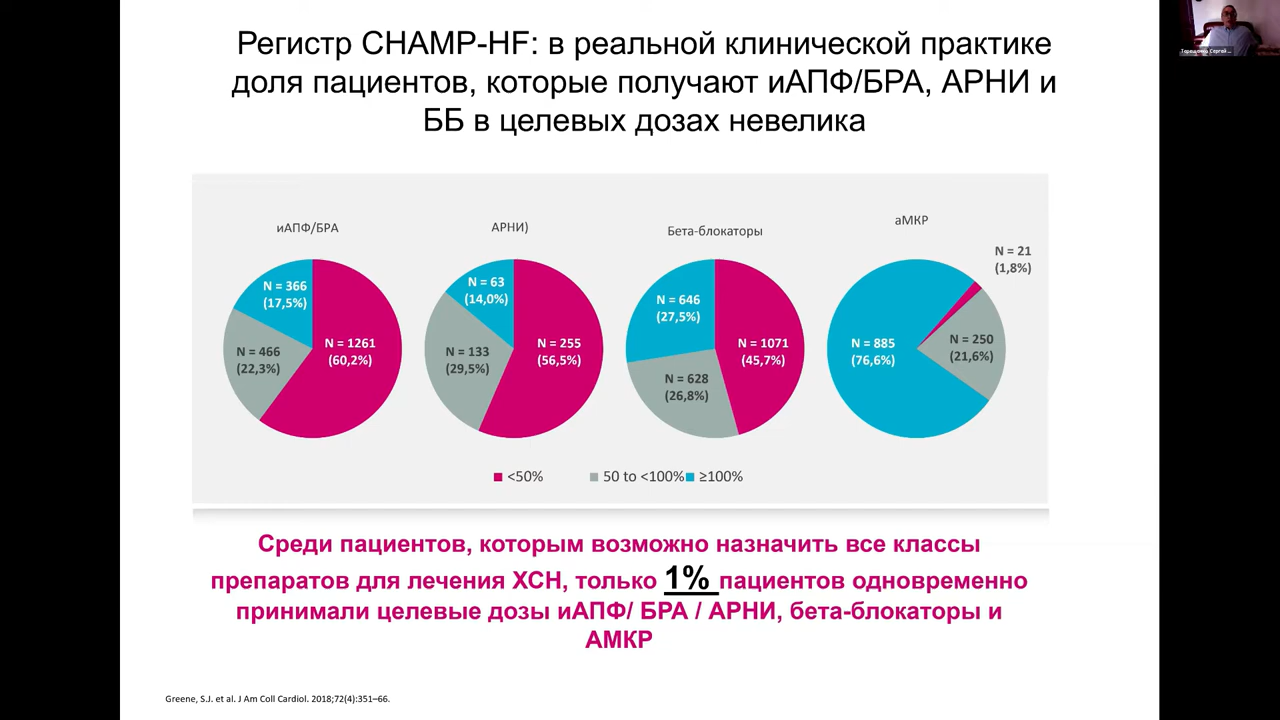 Регистр CHAMP-HF: в реальной клинической практике
доля пациентов, которые получают иАПФ/БРА, АРНИ и
ББ в целевых дозах невелика
Терещенко Сергей ...
иАПФ/БРА
N = 366
(17,5%)
N = 466
(22,3%)
N = 1261
(60,2%)
АРНИ)
N = 63
(14,0%)
N = 133
(29,5%)
N = 255
(56,5%)
Бета-блокаторы
N = 646
(27,5%)
N = 628
(26,8%)
N = 1071
(45,7%)
аМКР
N = 21
(1,8%)
N = 885
(76,6%)
N = 250
(21,6%)
<50%
50 to <100%
≥100%
Среди пациентов, которым возможно назначить все классы
препаратов для лечения ХСН, только 1% пациентов одновременно
принимали целевые дозы иАПФ/ БРА / АРНИ, бета-блокаторы и
АМКР
Greene, S.J. et al. J Am Coll Cardiol. 2018;72(4):351–66.